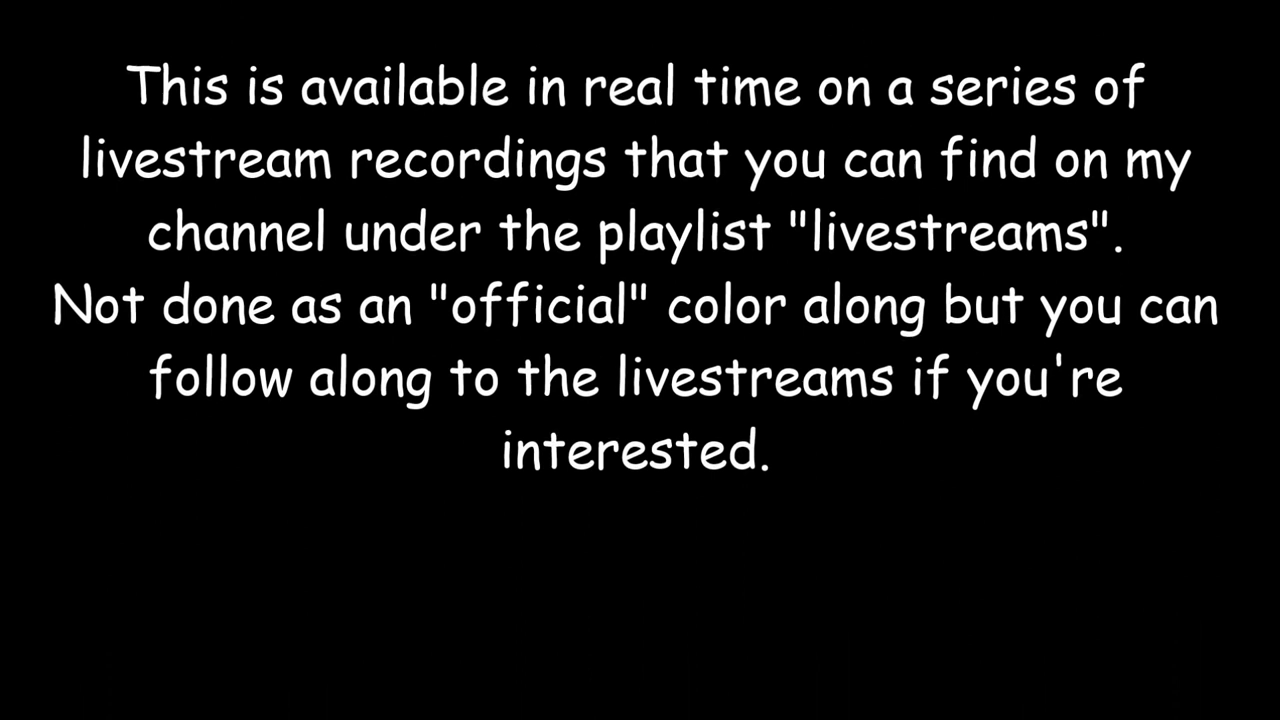 This is available in real time on a series of
livestream recordings that you can find on my
channel under the playlist "livestreams".
Not done as an "official" color along but you can
follow along to the livestreams if you're
interested.